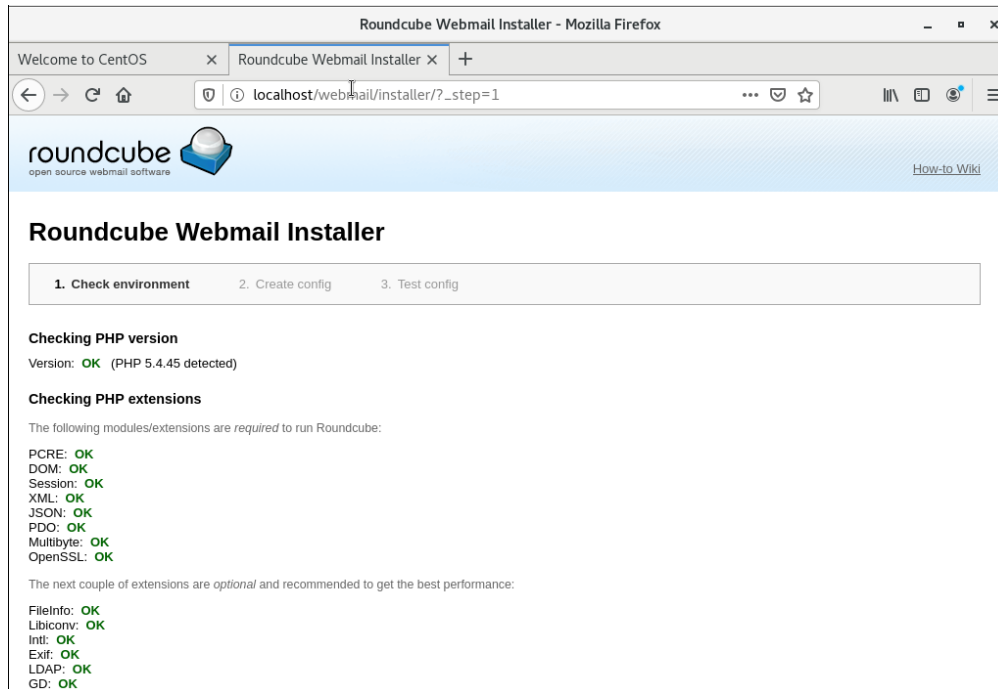 Roundcube Webmail Installer - Mozilla Firefox
Welcome to CentOS
Roundcube Webmail Installer
localhost/webmail/installer/?_step=1
roundcube
open source webmail software
How-to Wiki
Roundcube Webmail Installer
1. Check environment 2. Create config 3. Test config
Checking PHP version
Version: OK (PHP 5.4.45 detected)
Checking PHP extensions
The following modules/extensions are required to run Roundcube:
PCRE: OK
DOM: OK
Session: OK
XML: OK
JSON: OK
PDO: OK
Multibyte: OK
OpenSSL: OK
The next couple of extensions are optional and recommended to get the best performance:
FileInfo: OK
Libiconv: OK
Intl: OK
Exif: OK
LDAP: OK
GD: OK